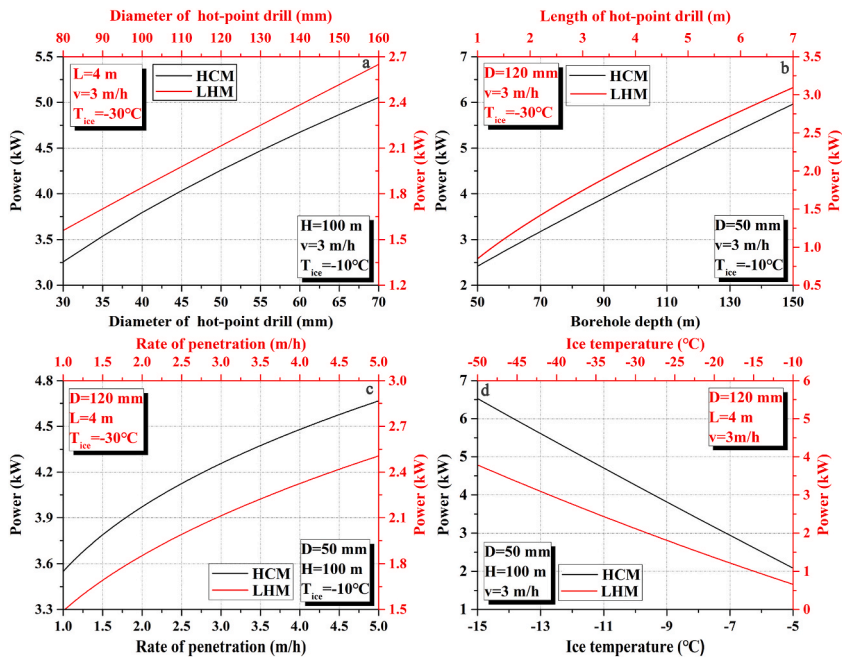 Diameter of hot-point drill (mm)
80 90 100 110 120 130 140 150 160
5.5 5.0 4.5 4.0 3.5 3.0
Power (kW)
L=4 m
v=3 m/h
Tice=-30°C
HCM
LHM
a
H=100 m
v=3 m/h
Tice=-10°C
2.7 2.4 2.1 1.8 1.5 1.2
Power (kW)
30 35 40 45 50 55 60 65 70
Diameter of hot-point drill (mm)
Length of hot-point drill (m)
1 2 3 4 5 6 7
Power (kW)
D=120 mm
v=3 m/h
Tice=-30°C
HCM
LHM
b
D=50 mm
v=3 m/h
Tice=-10°C
3.5 3.0 2.5 2.0 1.5 1.0 0.5
Power (kW)
50 70 90 110 130 150
Borehole depth (m)
Rate of penetration (m/h)
1.0 1.5 2.0 2.5 3.0 3.5 4.0 4.5 5.0
4.8 4.5 4.2 3.9 3.6 3.3
Power (kW)
D=120 mm
L=4 m
Tice=-30°C
c
HCM
LHM
D=50 mm
H=100 m
Tice=-10°C
3.0 2.7 2.4 2.1 1.8 1.5
Power (kW)
1.0 1.5 2.0 2.5 3.0 3.5 4.0 4.5 5.0
Rate of penetration (m/h)
Ice temperature (°C)
-50 -45 -40 -35 -30 -25 -20 -15 -10
7 6 5 4 3 2 1
Power (kW)
d
D=120 mm
L=4 m
v=3m/h
D=50 mm
H=100 m
v=3 m/h
HCM
LHM
6 5 4 3 2 1 0
Power (kW)
-15 -13 -11 -9 -7 -5
Ice temperature (°C)